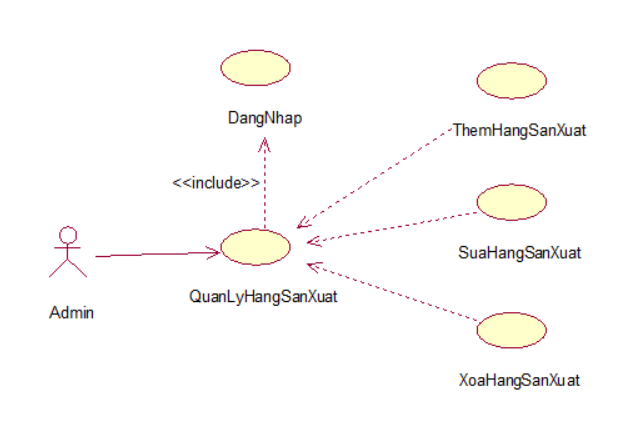 DangNhap
ThemHangSanXuat
<<include>>
SuaHangSanXuat
QuanLyHangSanXuat
Admin
XoaHangSanXuat